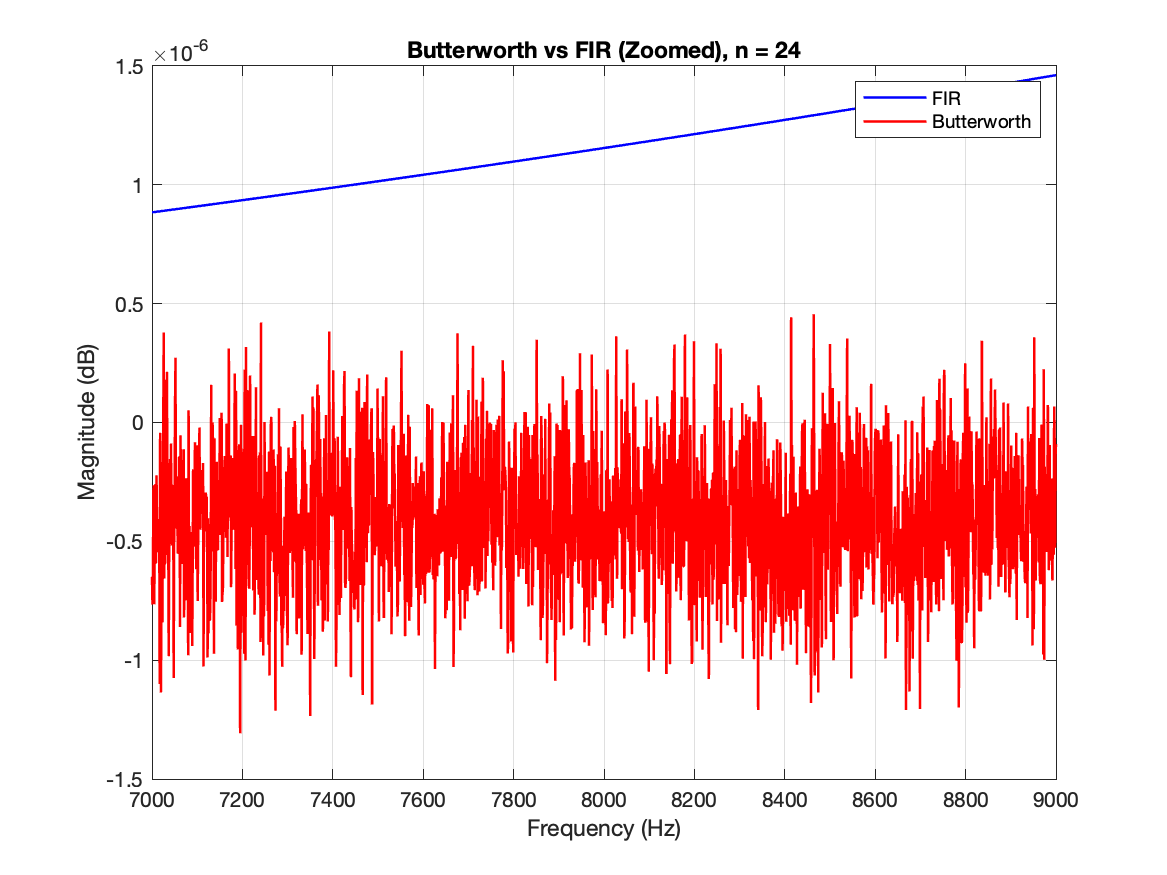 Butterworth vs FIR (Zoomed), n = 24
×10-6
1.5
1
0.5
0
-0.5
-1
-1.5
Magnitude (dB)
FIR
Butterworth
7000 7200 7400 7600 7800 8000 8200 8400 8600 8800 9000
Frequency (Hz)